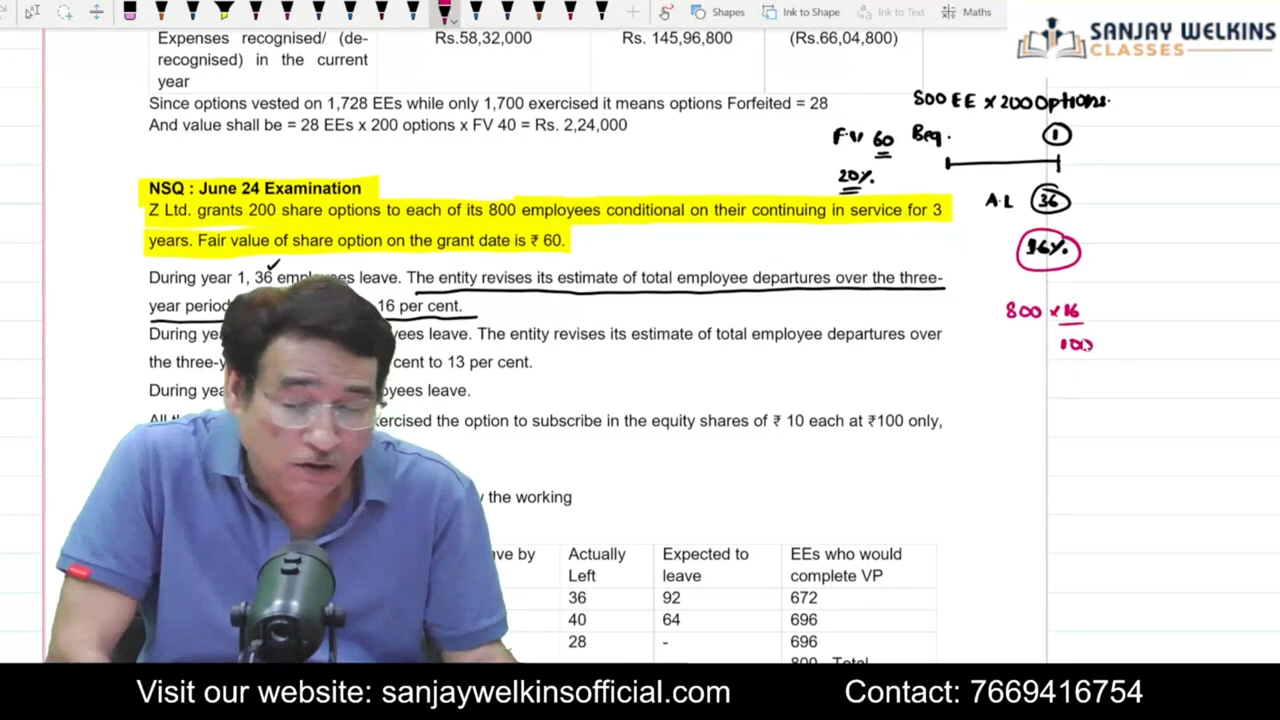 Shapes Ink to Shape Ink to Text Maths
SANJAY WELKINS
CLASSES
Expenses recognised/ (de-recognised) in the current year
Rs.58,32,000 Rs. 145,96,800 (Rs.66,04,800)
Since options vested on 1,728 EEs while only 1,700 exercised it means options Forfeited = 28
And value shall be = 28 EEs x 200 options x FV 40 = Rs. 2,24,000
800 EE x 200 Options.
F.V 60 Beg. 1
20%.
A.L 36
16%.
800 x 16
100
NSQ : June 24 Examination
Z Ltd. grants 200 share options to each of its 800 employees conditional on their continuing in service for 3
years. Fair value of share option on the grant date is ₹ 60.
During year 1, 36 employees leave. The entity revises its estimate of total employee departures over the three-
year period 16 per cent.
During leave. The entity revises its estimate of total employee departures over
the cent to 13 per cent.
During leave.
the option to subscribe in the equity shares of ₹ 10 each at ₹100 only,
the working
by Actually Left Expected to leave EEs who would complete VP
36 92 672
40 64 696
28 - 696
Visit our website: sanjaywelkinsofficial.com Contact: 7669416754